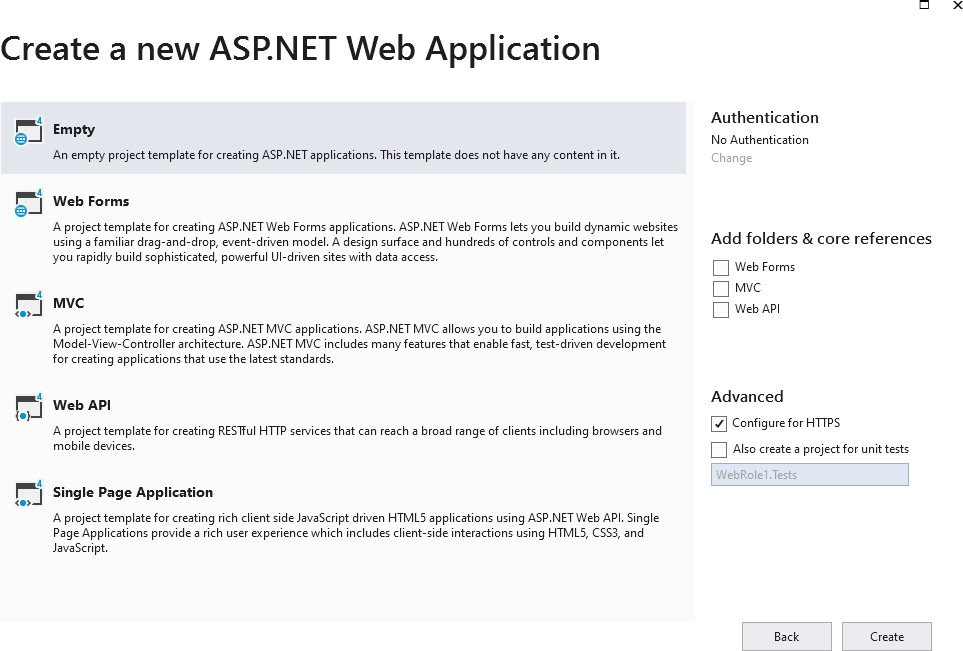 Create a new ASP.NET Web Application
4
Empty
An empty project template for creating ASP.NET applications. This template does not have any content in it.
4
Web Forms
A project template for creating ASP.NET Web Forms applications. ASP.NET Web Forms lets you build dynamic websites
using a familiar drag-and-drop, event-driven model. A design surface and hundreds of controls and components let
you rapidly build sophisticated, powerful UI-driven sites with data access.
4
MVC
A project template for creating ASP.NET MVC applications. ASP.NET MVC allows you to build applications using the
Model-View-Controller architecture. ASP.NET MVC includes many features that enable fast, test-driven development
for creating applications that use the latest standards.
4
Web API
A project template for creating RESTful HTTP services that can reach a broad range of clients including browsers and
mobile devices.
4
Single Page Application
A project template for creating rich client side JavaScript driven HTML5 applications using ASP.NET Web API. Single
Page Applications provide a rich user experience which includes client-side interactions using HTML5, CSS3, and
JavaScript.
Authentication
No Authentication
Change
Add folders & core references
Web Forms
MVC
Web API
Advanced
Configure for HTTPS
Also create a project for unit tests
WebRole1.Tests
Back
Create